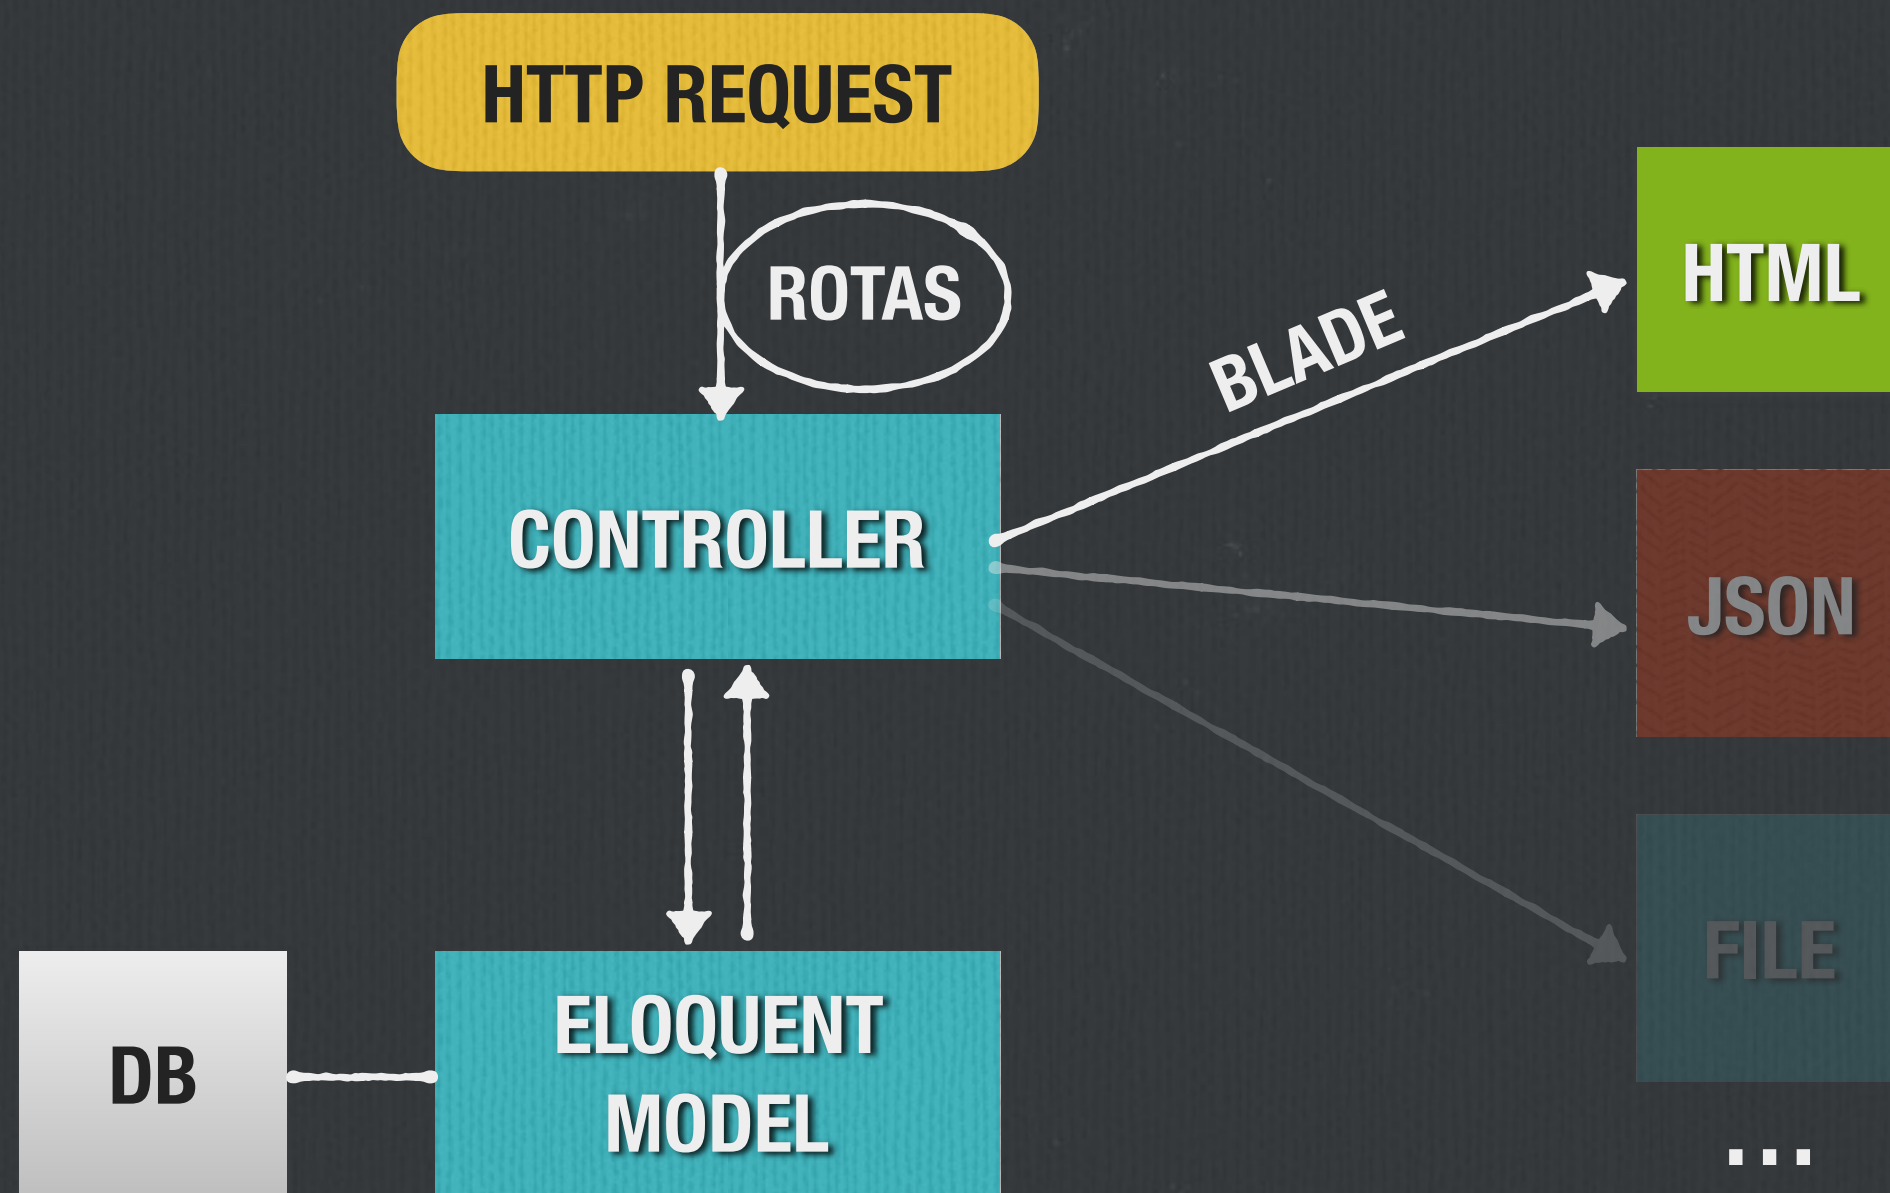 HTTP REQUEST
ROTAS
BLADE
HTML
CONTROLLER
JSON
FILE
ELOQUENT
MODEL
DB
...